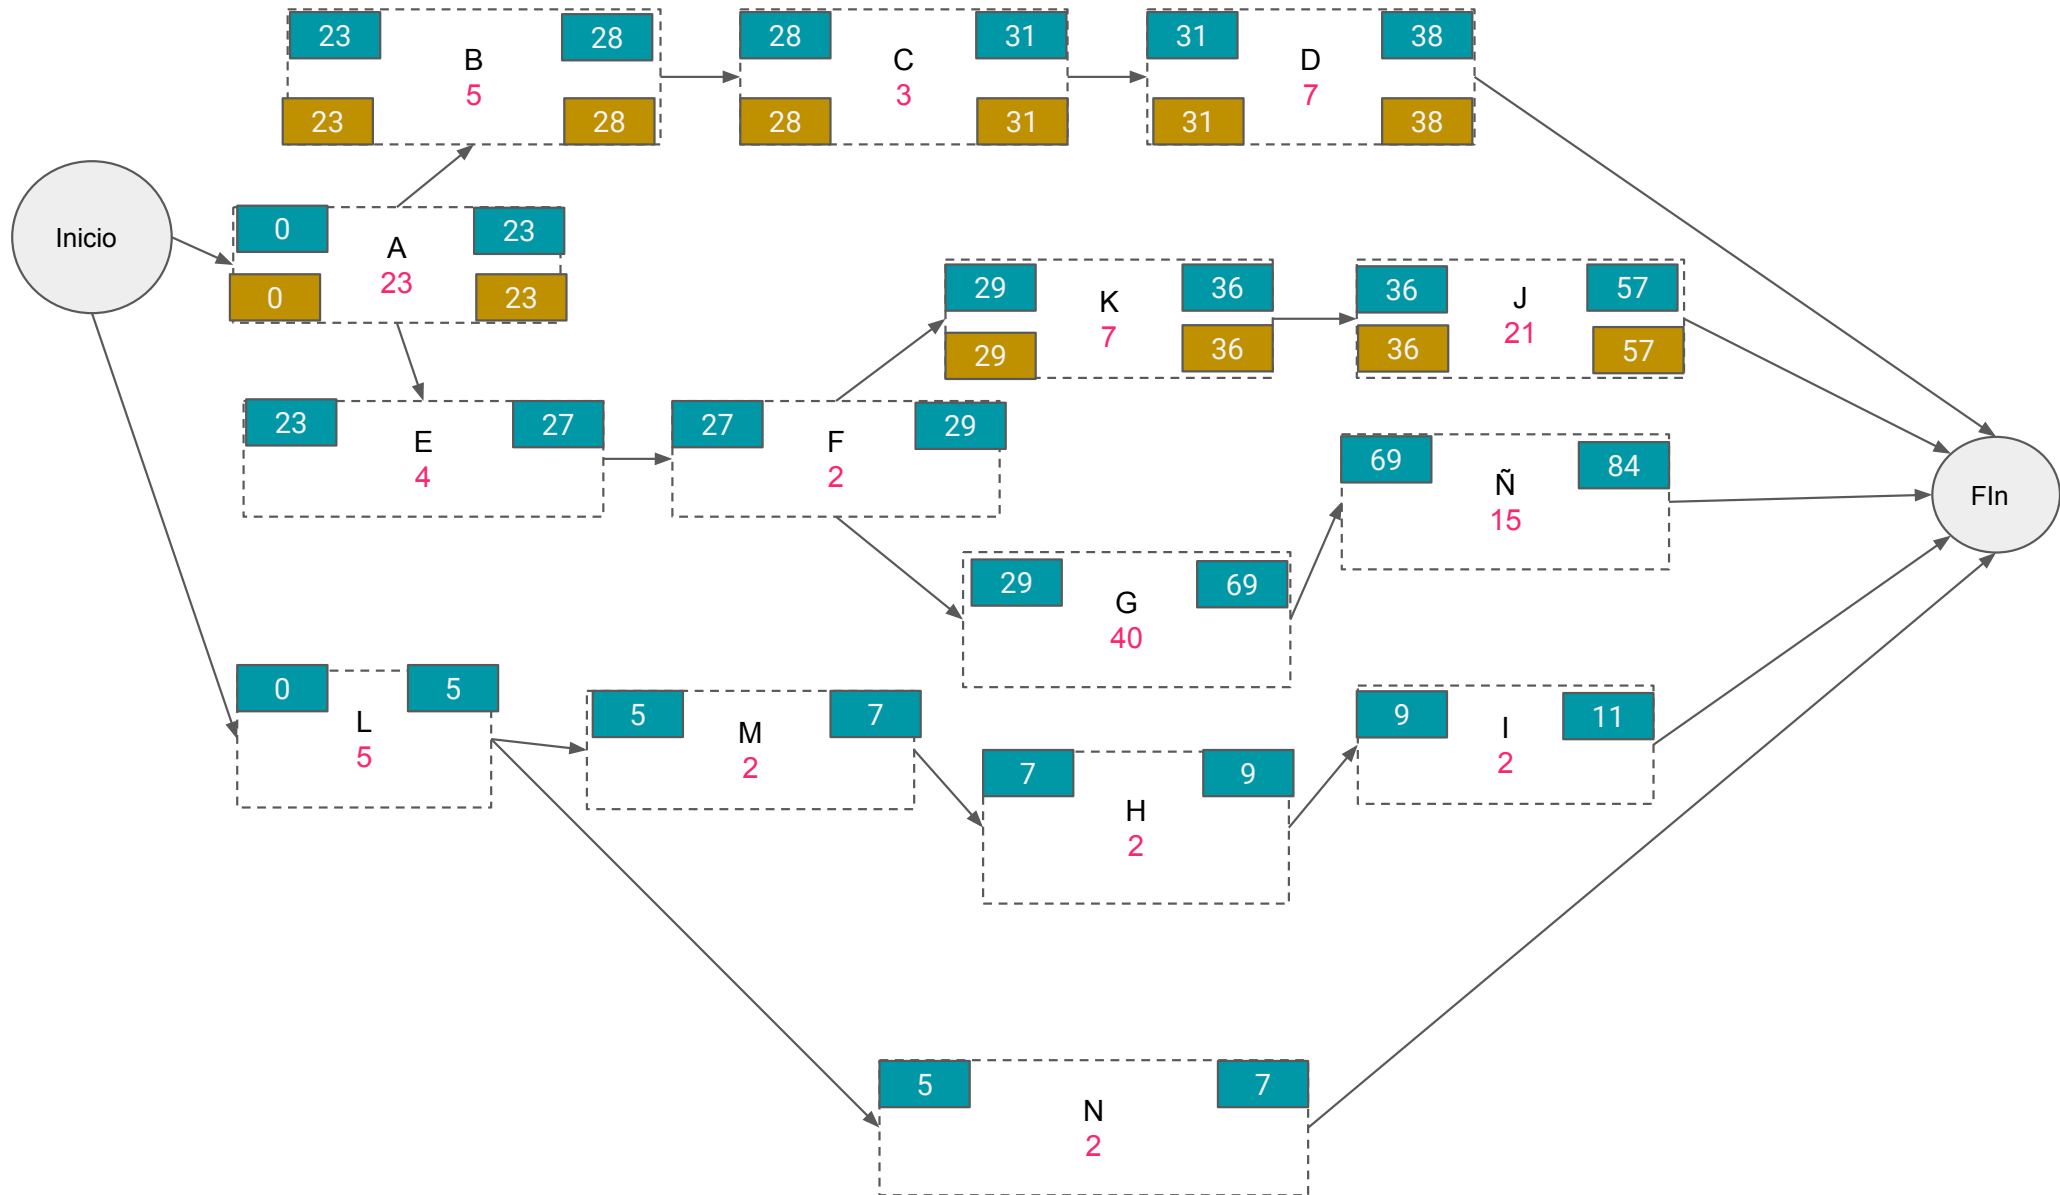 23 B 28
5
23 28
28 C 31
3
28 31
31 D 38
7
31 38
Inicio
0 A 23
23
0 23
29 K 36
7
29 36
36 J 57
21
36 57
23 E 27
4
27 F 29
2
69 Ñ 84
15
FIn
29 G 69
40
0 L 5
5
5 M 7
2
7 H 9
2
9 I 11
2
5 N 7
2